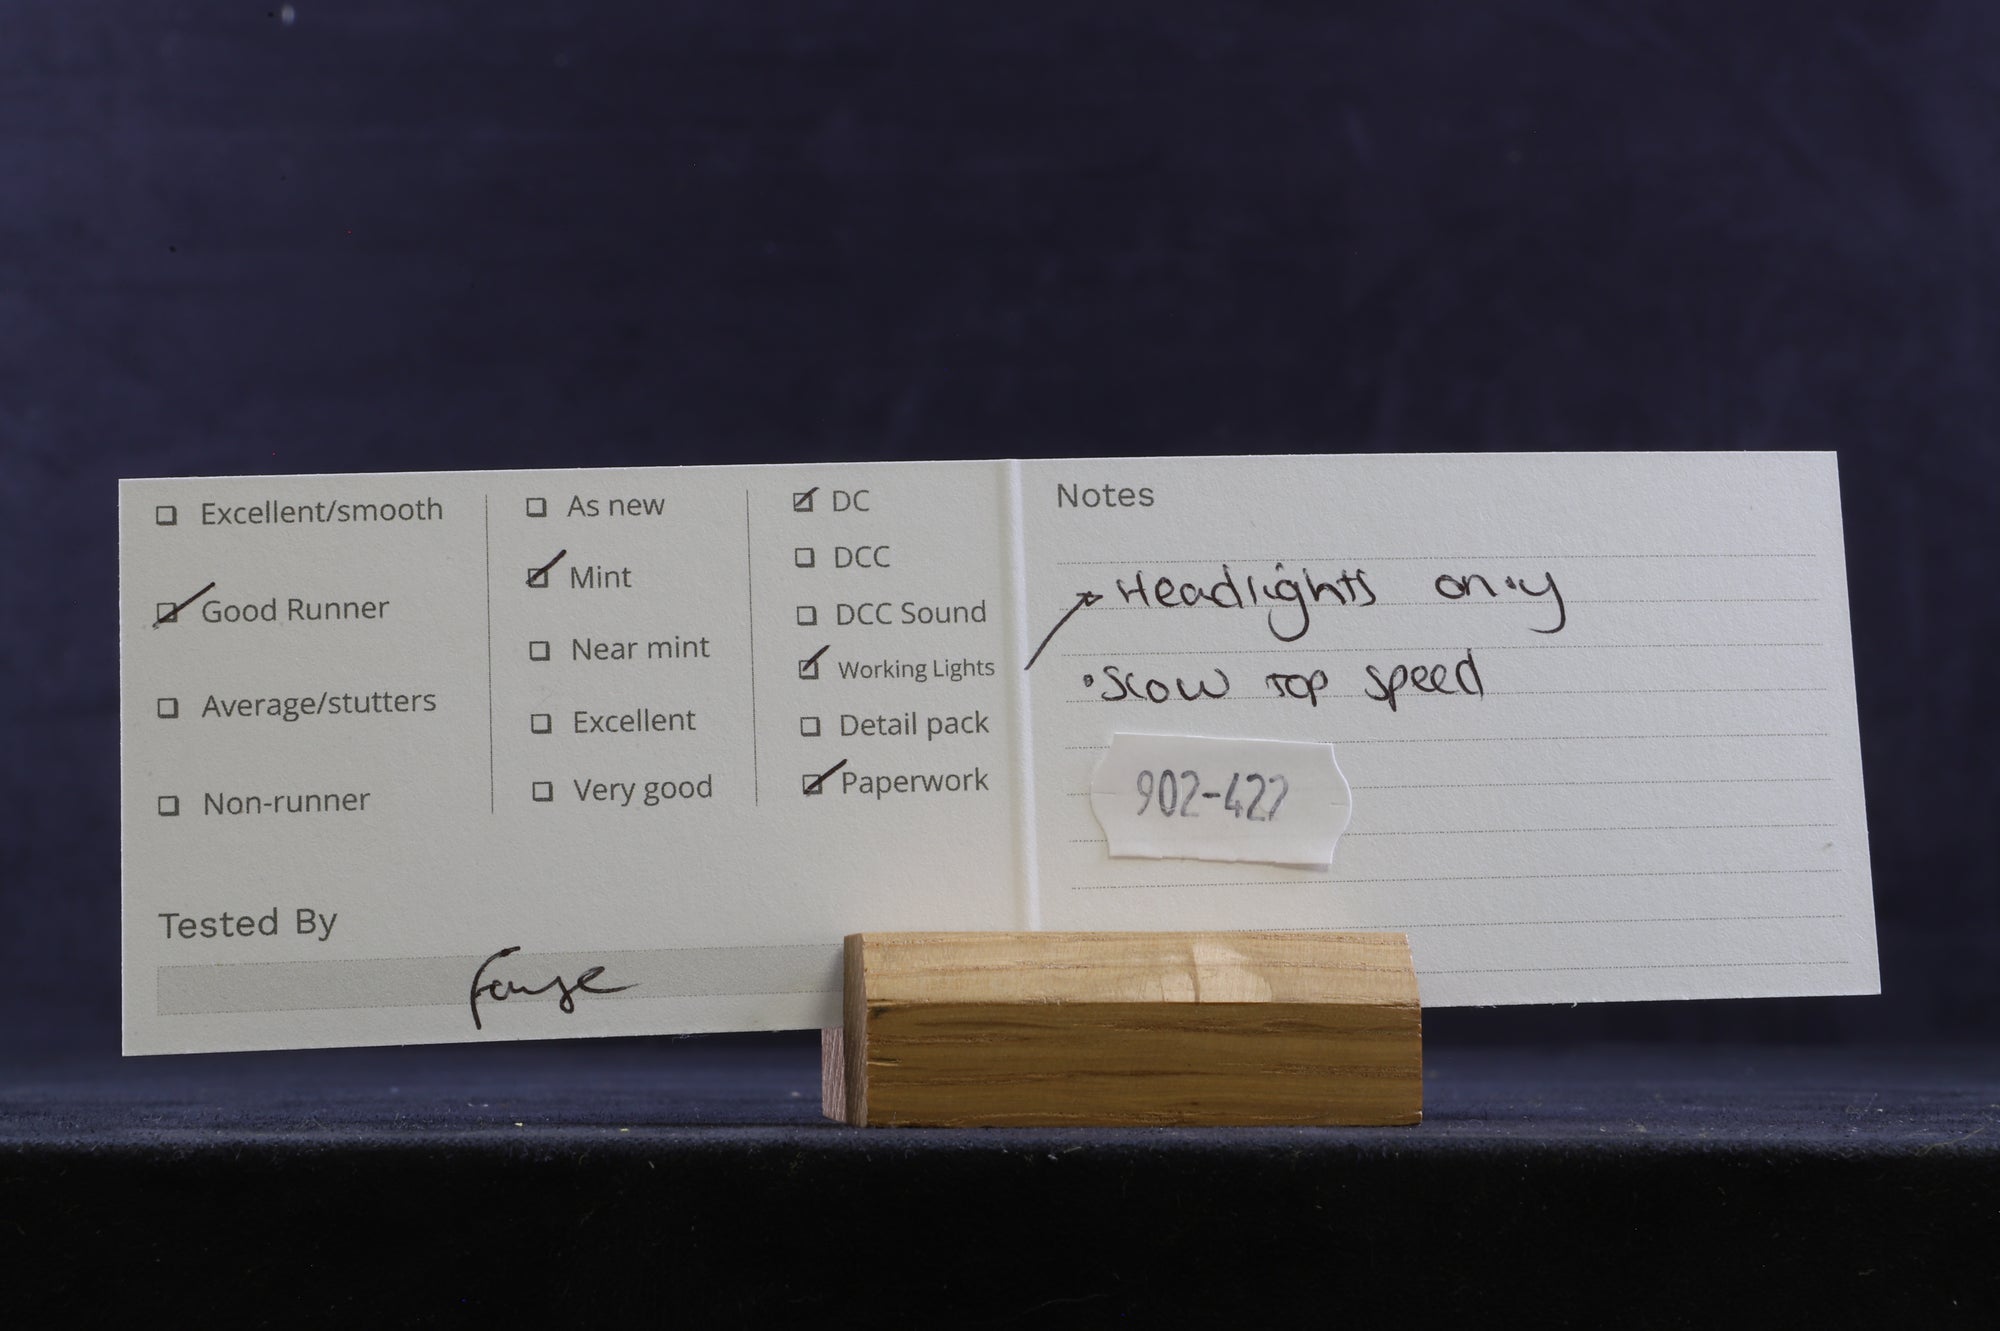 Excellent/smooth
Good Runner
Average/stutters
Non-runner
As new
Mint
Near mint
Excellent
Very good
DC
DCC
DCC Sound
Working Lights
Detail pack
Paperwork
Tested By
Notes
Headlights only
• Slow top speed
902-427